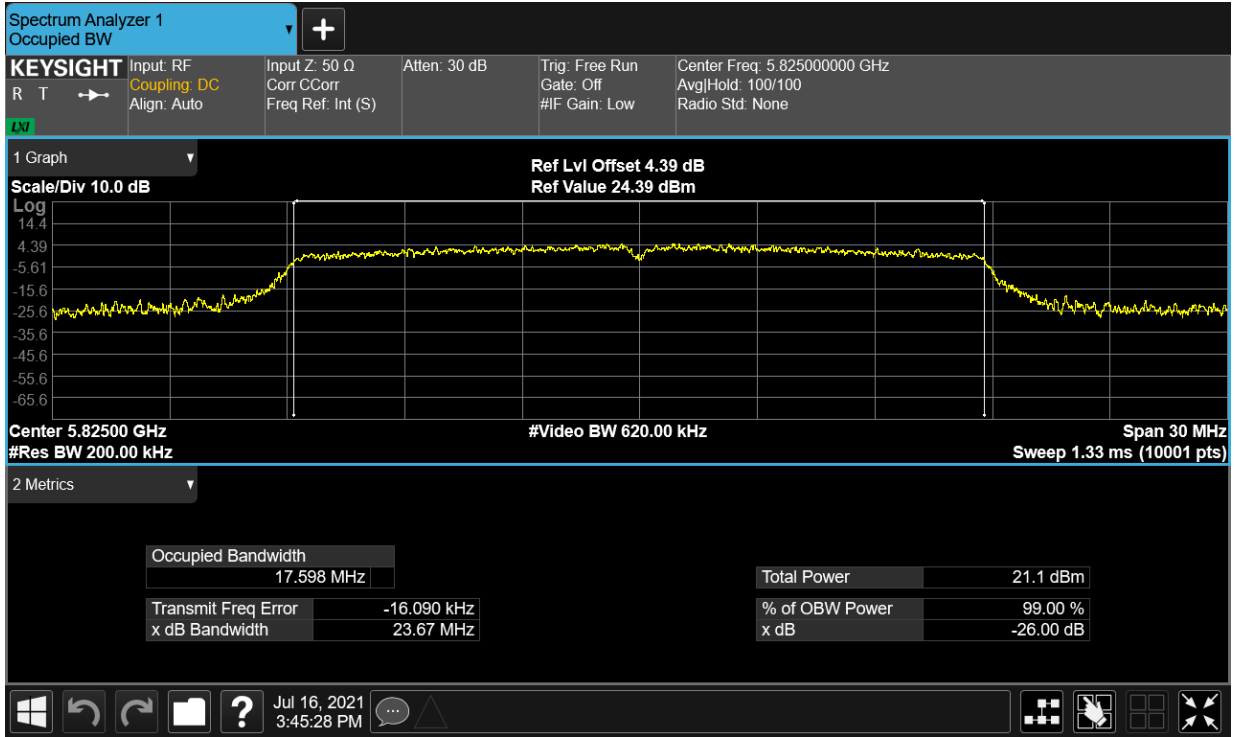 Spectrum Analyzer 1
Occupied BW
KEYSIGHT
R T
LXI
Input: RF
Coupling: DC
Align: Auto
Input Z: 50 Ω
Corr CCorr
Freq Ref: Int (S)
Atten: 30 dB
Trig: Free Run
Gate: Off
#IF Gain: Low
Center Freq: 5.825000000 GHz
Avg|Hold: 100/100
Radio Std: None
1 Graph
Scale/Div 10.0 dB
Ref Lvl Offset 4.39 dB
Ref Value 24.39 dBm
Log
14.4
4.39
-5.61
-15.6
-25.6
-35.6
-45.6
-55.6
-65.6
Center 5.82500 GHz
#Res BW 200.00 kHz
#Video BW 620.00 kHz
Span 30 MHz
Sweep 1.33 ms (10001 pts)
2 Metrics
Occupied Bandwidth
17.598 MHz
Transmit Freq Error -16.090 kHz
x dB Bandwidth 23.67 MHz
Total Power 21.1 dBm
% of OBW Power 99.00 %
x dB -26.00 dB
?
Jul 16, 2021
3:45:28 PM